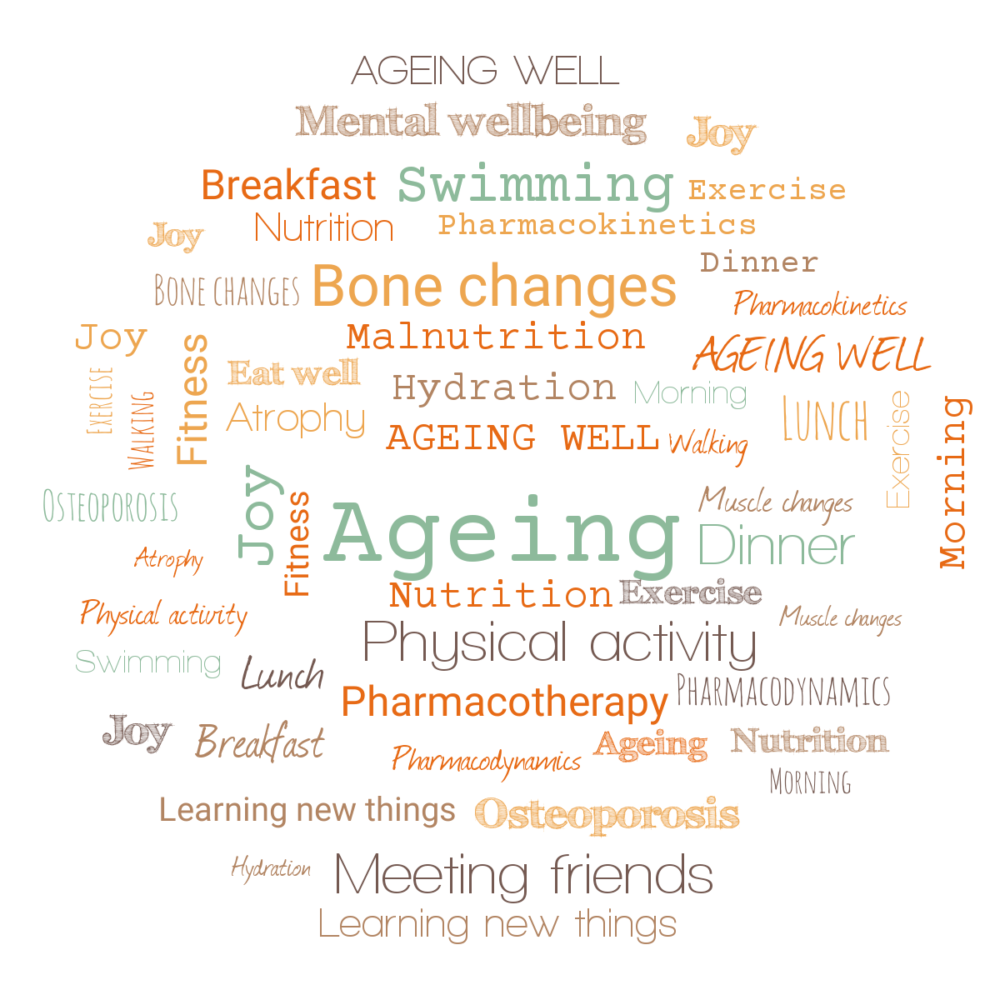 AGEING WELL
Mental wellbeing
Joy
Breakfast
Swimming
Exercise
Joy
Nutrition
Pharmacokinetics
Dinner
BONE CHANGES
Bone changes
Pharmacokinetics
Joy
Fitness
Malnutrition
AGEING WELL
EXERCISE
WALKING
Eat well
Hydration
Morning
LUNCH
Exercise
Morning
Atrophy
AGEING WELL
Walking
OSTEOPOROSIS
Joy
Fitness
Ageing
Muscle changes
Dinner
Atrophy
Nutrition
Exercise
Physical activity
Physical activity
Muscle changes
Swimming
Lunch
Pharmacotherapy
PHARMACODYNAMICS
Joy
Breakfast
Pharmacodynamics
Ageing
Nutrition
MORNING
Learning new things
Osteoporosis
Hydration
Meeting friends
Learning new things